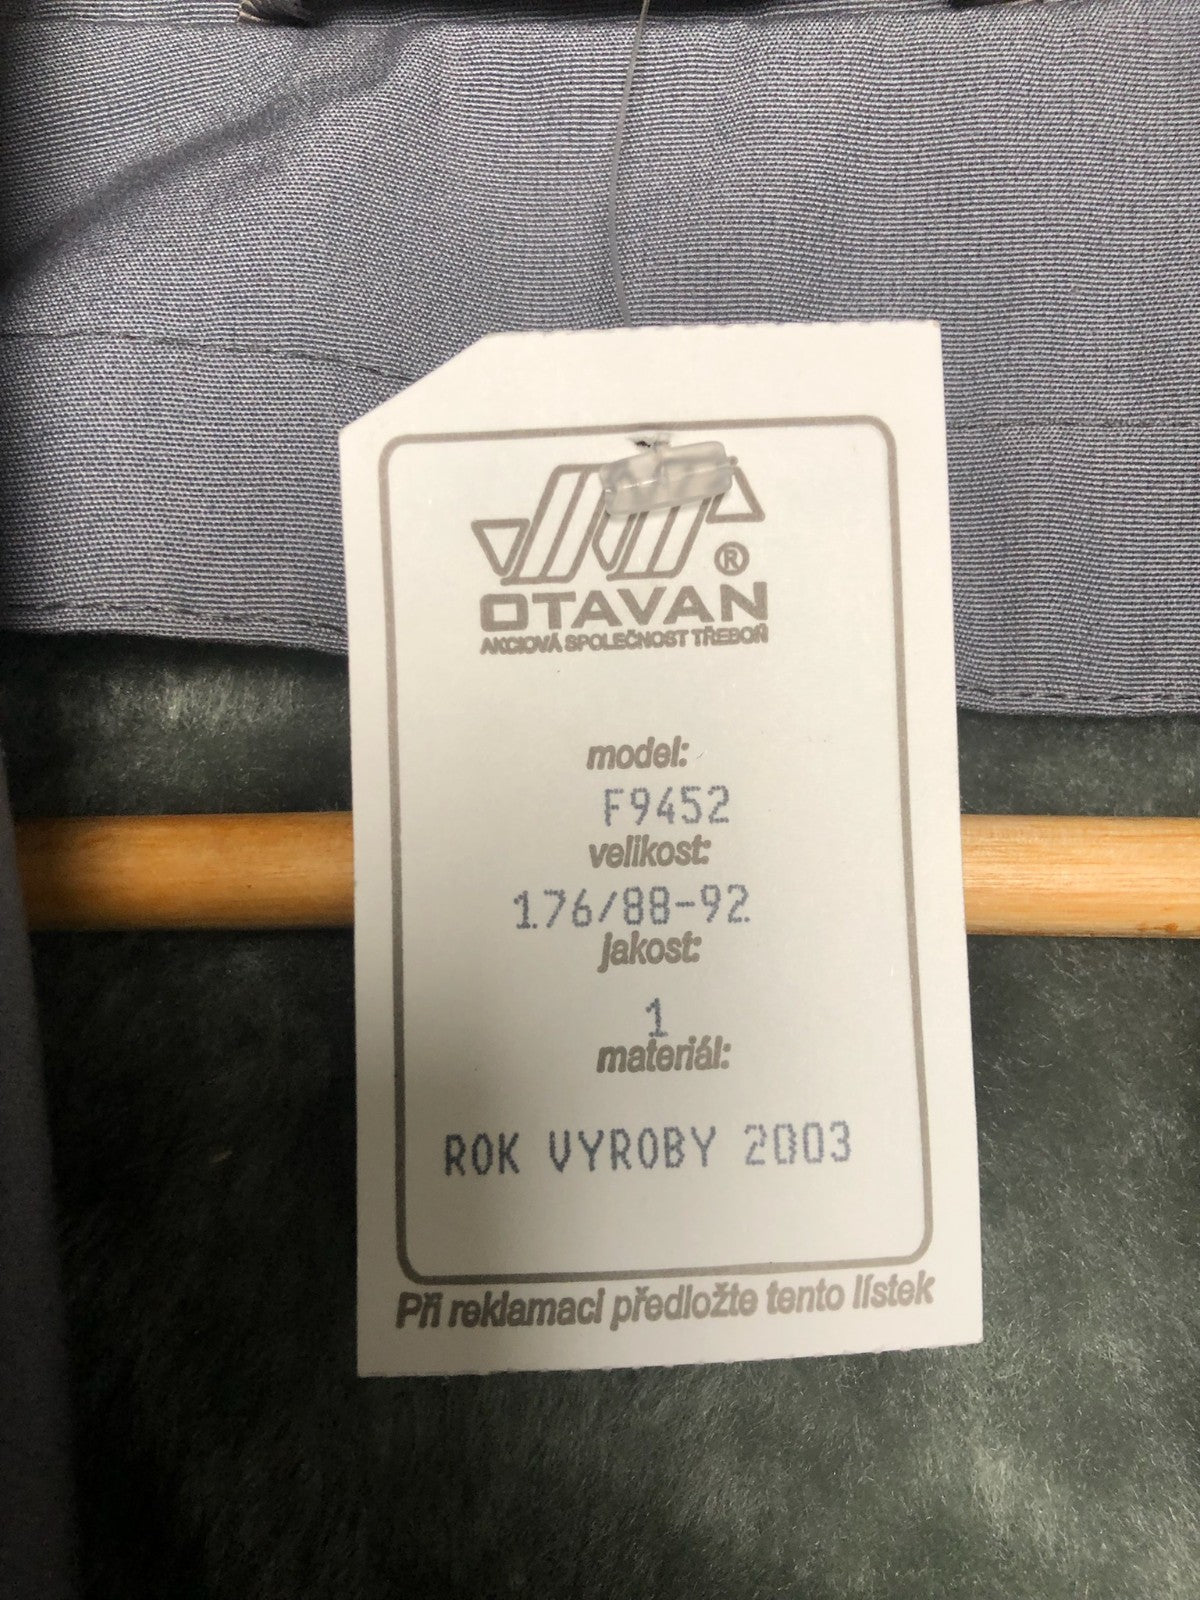 ®
OTAVAN
AKCIOVÁ SPOLEČNOST TŘEBOŇ
model:
F9452
velikost:
176/88-92
jakost:
1
materiál:
ROK VYROBY 2003
Při reklamaci předložte tento lístek